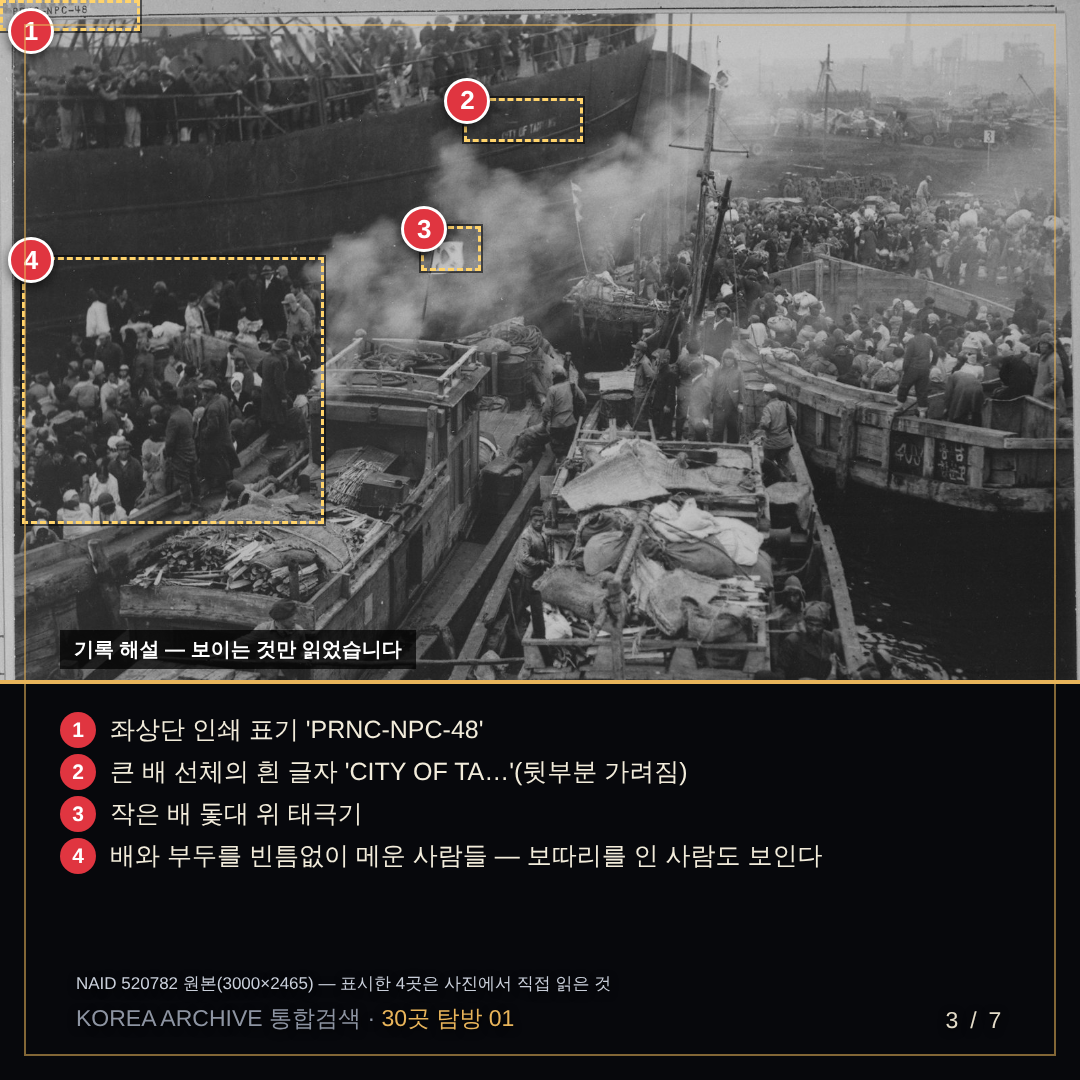 NPC-48
1
2
CITY OF TA
3
3
4
기록 해설 — 보이는 것만 읽었습니다
1 좌상단 인쇄 표기 'PRNC-NPC-48'
2 큰 배 선체의 흰 글자 'CITY OF TA…'(뒷부분 가려짐)
3 작은 배 돛대 위 태극기
4 배와 부두를 빈틈없이 메운 사람들 — 보따리를 인 사람도 보인다
NAID 520782 원본(3000×2465) — 표시한 4곳은 사진에서 직접 읽은 것
KOREA ARCHIVE 통합검색 · 30곳 탐방 01
3 / 7